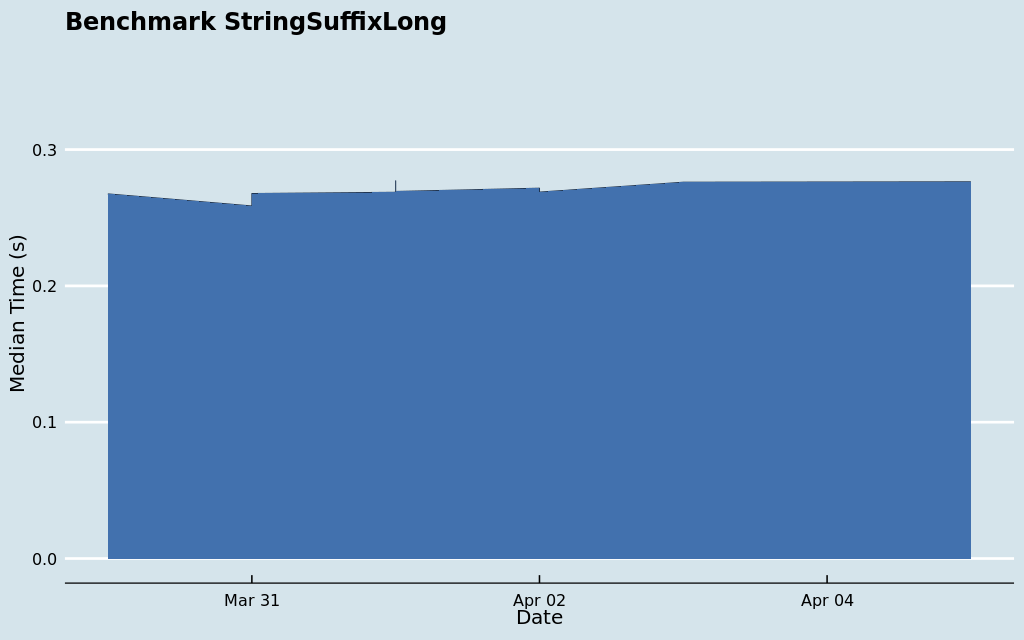 Benchmark StringSuffixLong
Median Time (s)
0.3
0.2
0.1
0.0
Mar 31
Apr 02
Apr 04
Date